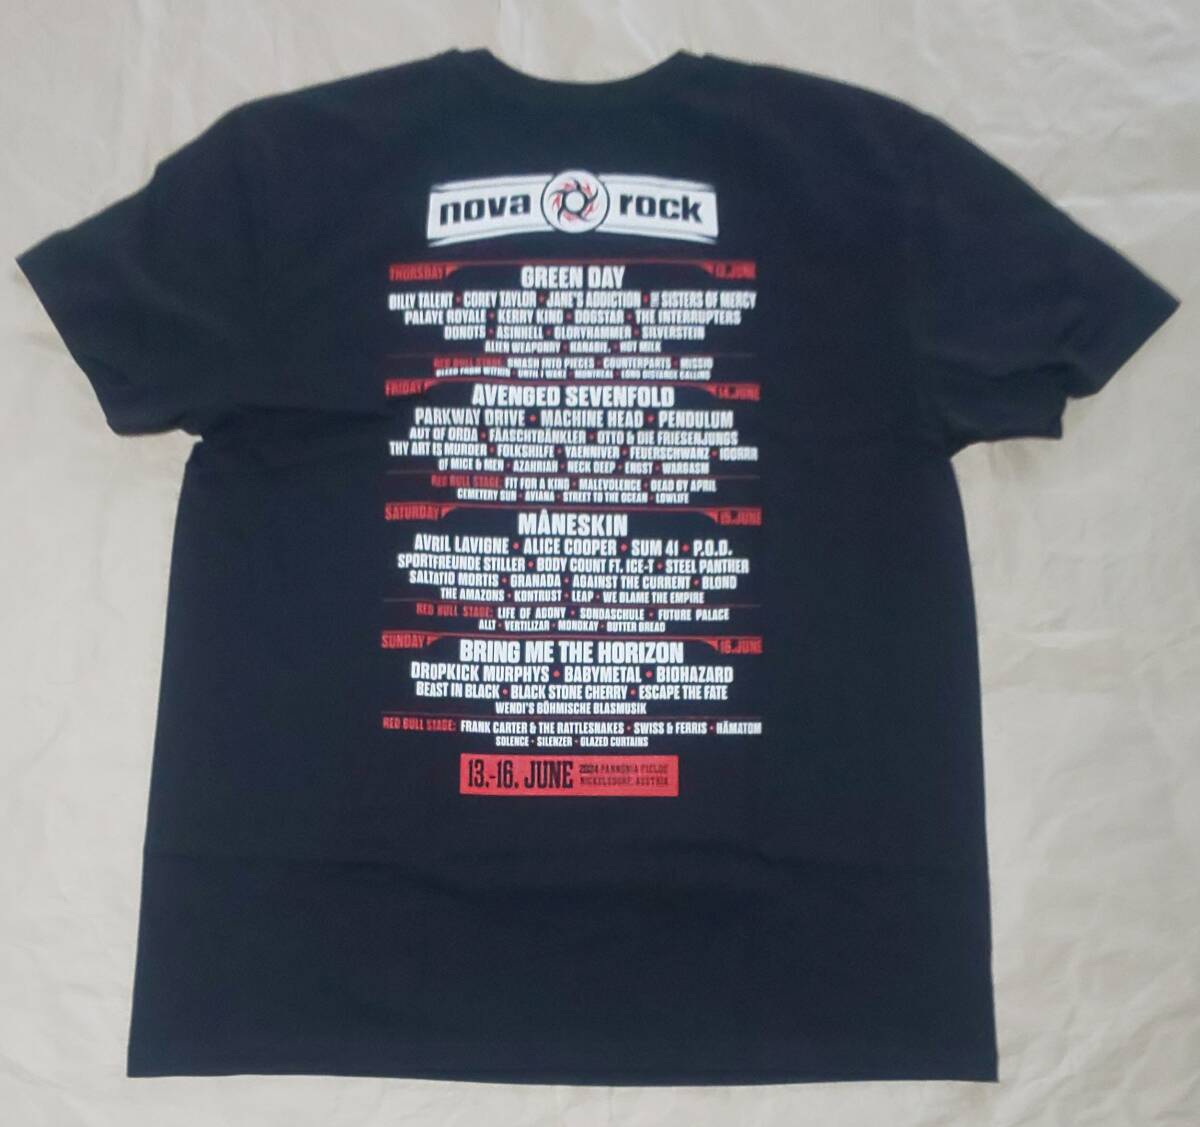 nova rock
THURSDAY GREEN DAY 13.JUNE
BILLY TALENT • COREY TAYLOR • JANE'S ADDICTION • THE SISTERS OF MERCY
PALAYE ROYALE • KERRY KING • DOGSTAR • THE INTERRUPTERS
DONOTS • ASINHELL • GLORYHAMMER • SILVERSTEIN
ALIEN WEAPONRY • KANADIL. • HOT MILK
RED BULL STAGE: SMASH INTO PIECES • COUNTERPARTS • MISSIO
BLEED FROM WITHIN • UNTIL I WAKE • MONTREAL • LONG DISTANCE CALLING
FRIDAY AVENGED SEVENFOLD 14.JUNE
PARKWAY DRIVE • MACHINE HEAD • PENDULUM
AUT OF ORDA • FÄASCHTBÄNKLER • OTTO & DIE FRIESENJUNGS
THY ART IS MURDER • FOLKSHILFE • VAENNIVER • FEUERSCHWANZ • IGORRR
OF MICE & MEN • AZAHRIAH • NECK DEEP • ENGST • WARGASM
RED BULL STAGE: FIT FOR A KING • MALEVOLENCE • DEAD BY APRIL
CEMETERY SUN • AVIANA • STREET TO THE OCEAN • LOWLIFE
SATURDAY MÅNESKIN 15.JUNE
AVRIL LAVIGNE • ALICE COOPER • SUM 41 • P.O.D.
SPORTFREUNDE STILLER • BODY COUNT FT. ICE-T • STEEL PANTHER
SALTATIO MORTIS • GRANADA • AGAINST THE CURRENT • BLØND
THE AMAZONS • KONTRUST • LEAP • WE BLAME THE EMPIRE
RED BULL STAGE: LIFE OF AGONY • SONDASCHULE • FUTURE PALACE
ALLT • VERTILIZAR • MONOKAY • BUTTER BREAD
SUNDAY BRING ME THE HORIZON 16.JUNE
DROPKICK MURPHYS • BABYMETAL • BIOHAZARD
BEAST IN BLACK • BLACK STONE CHERRY • ESCAPE THE FATE
WENDI'S BÖHMISCHE BLASMUSIK
RED BULL STAGE: FRANK CARTER & THE RATTLESNAKES • SWISS & FERRIS • HÄMATOM
SOLENCE • SILENZER • GLAZED CURTAINS
13.-16. JUNE 2024 PANNONIA FIELDS
NICKELSDORF, AUSTRIA